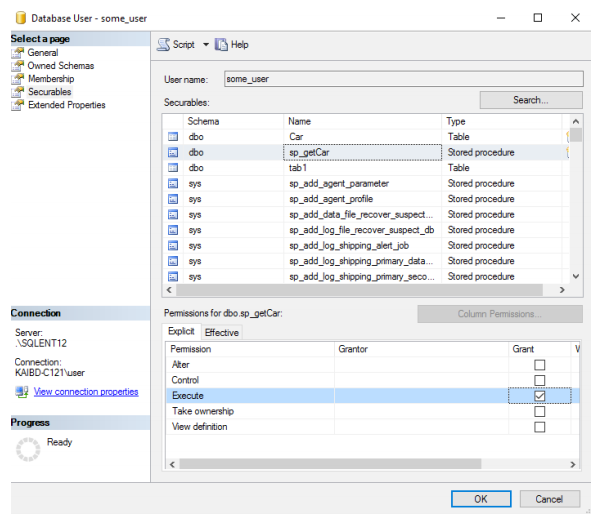 Database User - some_user
Select a page
General
Owned Schemas
Membership
Securables
Extended Properties
Script Help
User name: some_user
Securables: Search...
Schema Name Type
dbo Car Table
dbo sp_getCar Stored procedure
dbo tab1 Table
sys sp_add_agent_parameter Stored procedure
sys sp_add_agent_profile Stored procedure
sys sp_add_data_file_recover_suspect... Stored procedure
sys sp_add_log_file_recover_suspect_db Stored procedure
sys sp_add_log_shipping_alert_job Stored procedure
sys sp_add_log_shipping_primary_data... Stored procedure
sys sp_add_log_shipping_primary_seco... Stored procedure
Connection
Server:
.\SQLENT12
Connection:
KAIBD-C121\user
View connection properties
Progress
Ready
Permissions for dbo.sp_getCar: Column Permissions...
Explicit Effective
Permission Grantor Grant
Alter
Control
Execute
Take ownership
View definition
OK Cancel